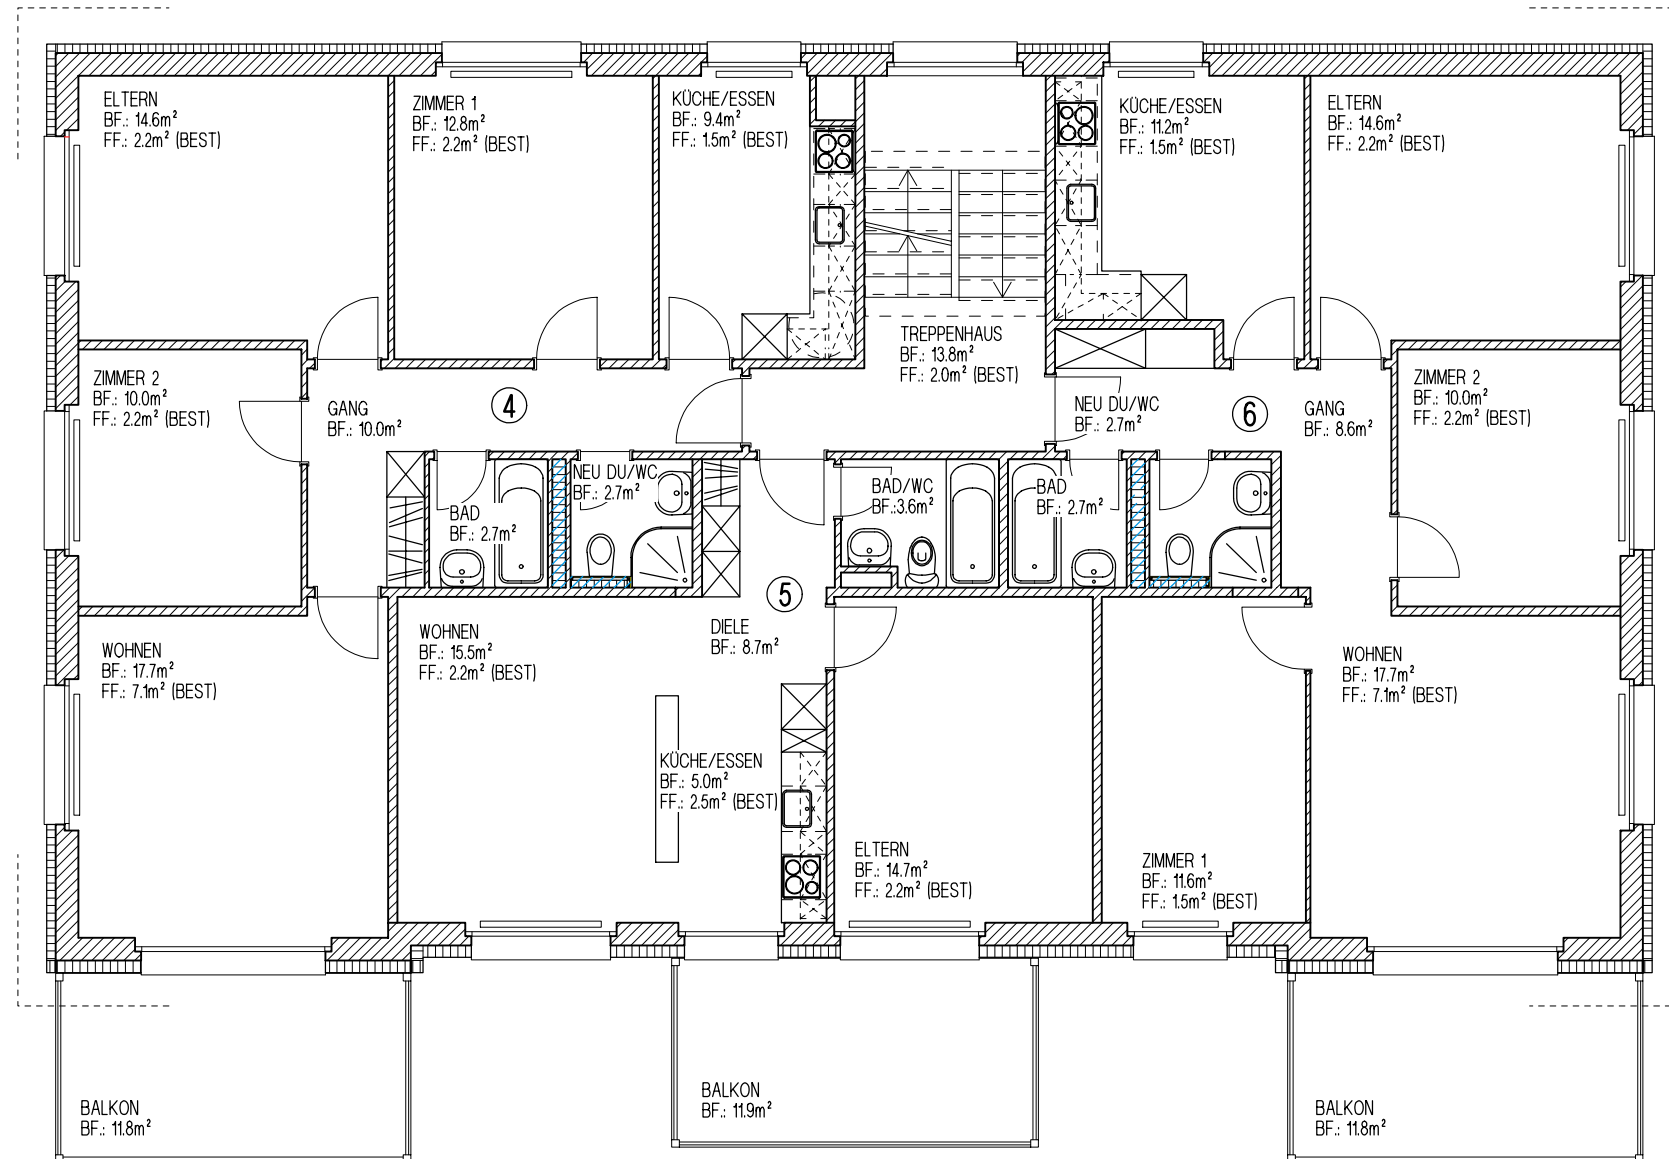 ELTERN
BF.: 14.6m²
FF.: 2.2m² (BEST)
ZIMMER 1
BF.: 12.8m²
FF.: 2.2m² (BEST)
KÜCHE/ESSEN
BF.: 9.4m²
FF.: 1.5m² (BEST)
KÜCHE/ESSEN
BF.: 11.2m²
FF.: 1.5m² (BEST)
ELTERN
BF.: 14.6m²
FF.: 2.2m² (BEST)
TREPPENHAUS
BF.: 13.8m²
FF.: 2.0m² (BEST)
ZIMMER 2
BF.: 10.0m²
FF.: 2.2m² (BEST)
GANG
BF.: 10.0m²
4
NEU DU/WC
BF.: 2.7m²
6
GANG
BF.: 8.6m²
ZIMMER 2
BF.: 10.0m²
FF.: 2.2m² (BEST)
BAD
BF.: 2.7m²
NEU DU/WC
BF.: 2.7m²
BAD/WC
BF.:3.6m²
BAD
BF.: 2.7m²
5
WOHNEN
BF.: 17.7m²
FF.: 7.1m² (BEST)
WOHNEN
BF.: 15.5m²
FF.: 2.2m² (BEST)
DIELE
BF.: 8.7m²
WOHNEN
BF.: 17.7m²
FF.: 7.1m² (BEST)
KÜCHE/ESSEN
BF.: 5.0m²
FF.: 2.5m² (BEST)
ELTERN
BF.: 14.7m²
FF.: 2.2m² (BEST)
ZIMMER 1
BF.: 11.6m²
FF.: 1.5m² (BEST)
BALKON
BF.: 11.8m²
BALKON
BF.: 11.9m²
BALKON
BF.: 11.8m²